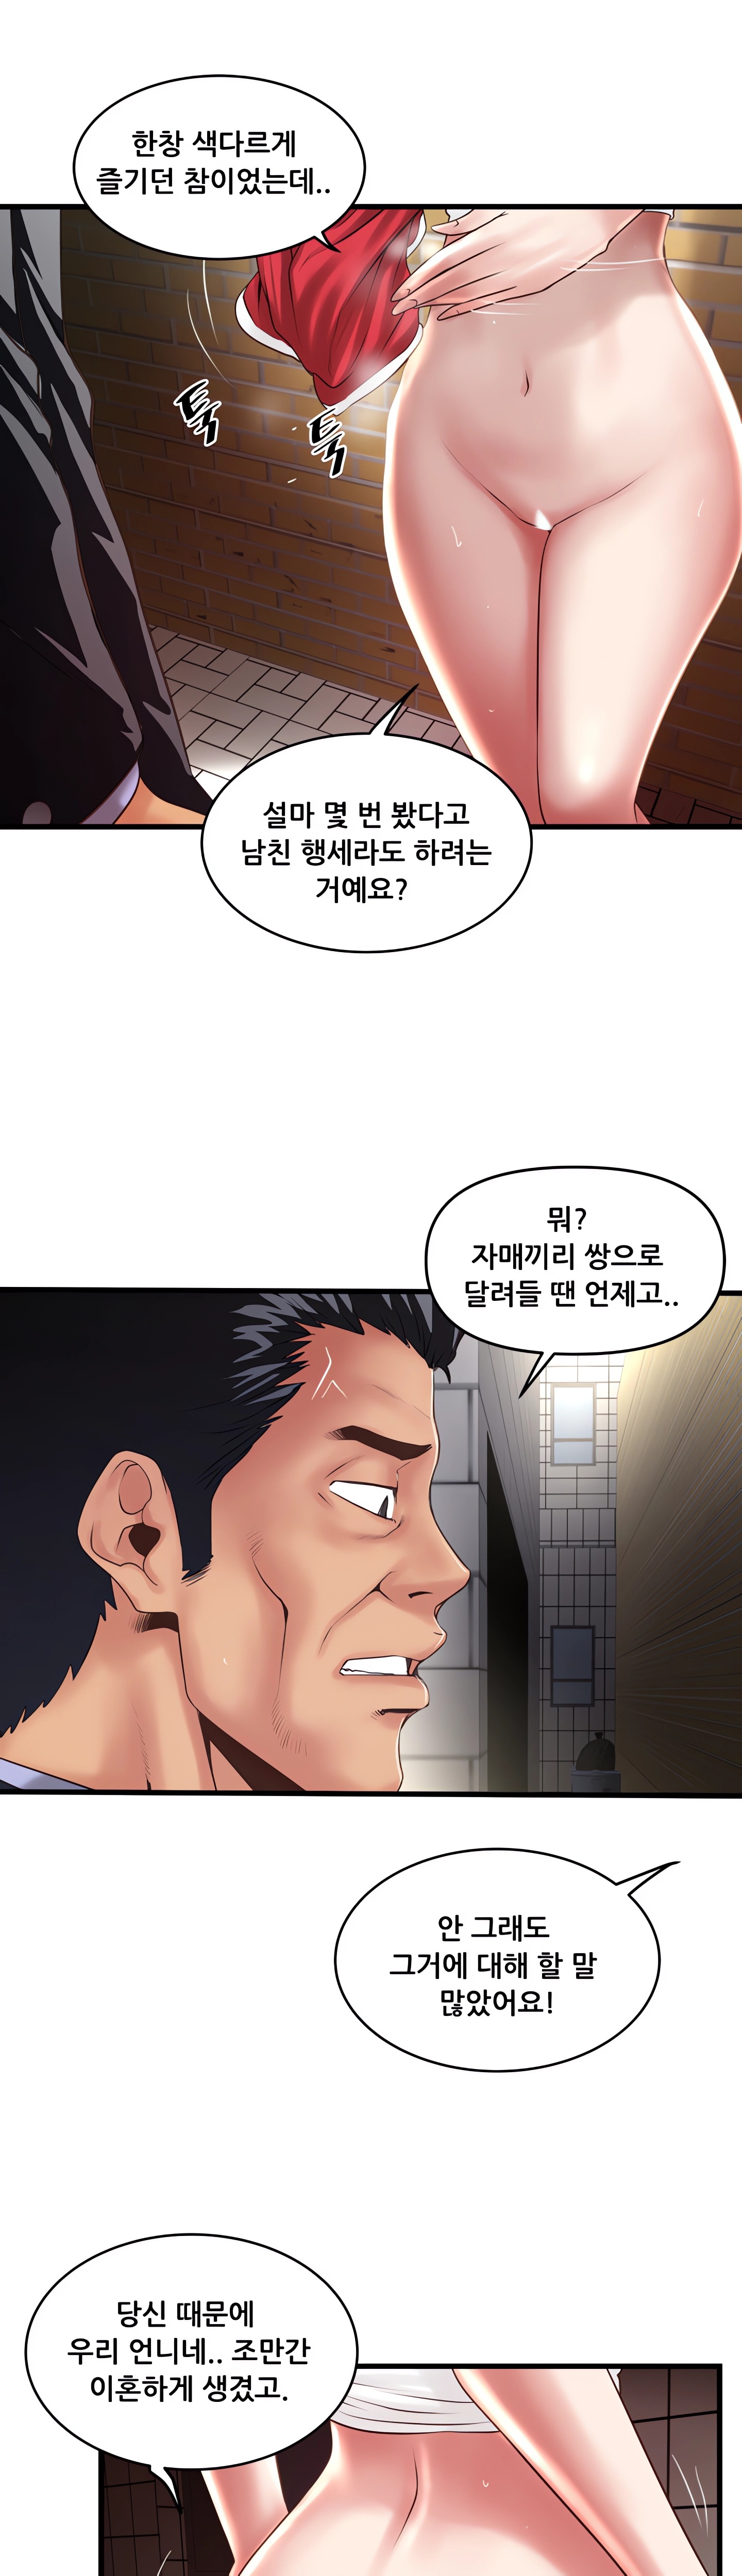 한창 색다르게
즐기던 참이었는데..
툭
툭
설마 몇 번 봤다고
남친 행세라도 하려는
거예요?
뭐?
자매끼리 쌍으로
달려들 땐 언제고..
안 그래도
그거에 대해 할 말
많았어요!
당신 때문에
우리 언니네.. 조만간
이혼하게 생겼고.